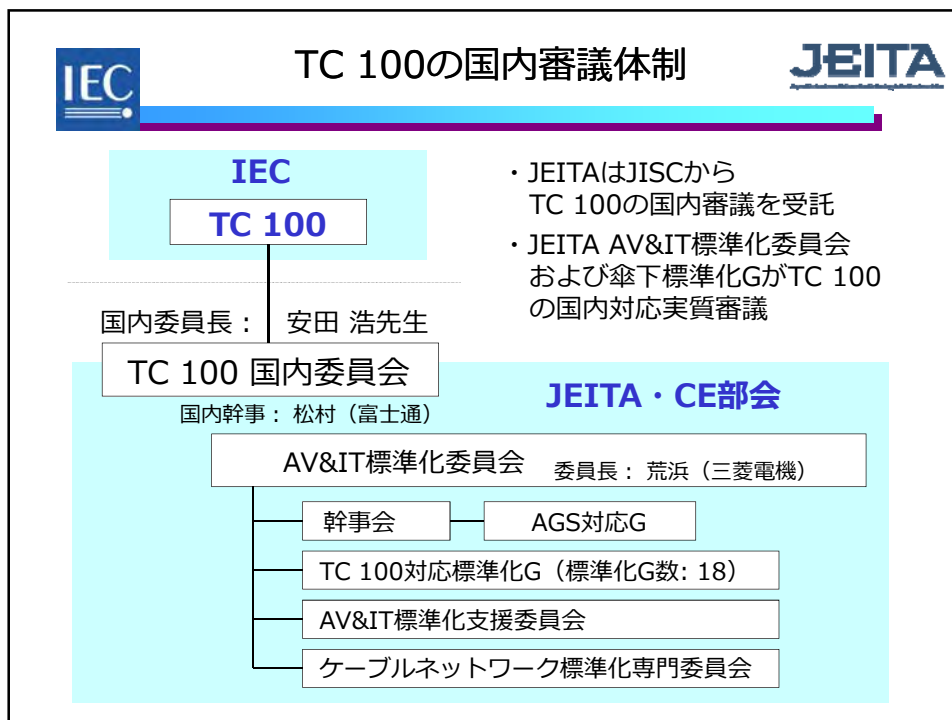 TC 100の国内審議体制
IEC
JEITA
IEC
TC 100
・JEITAはJISCから
TC 100の国内審議を受託
・JEITA AV&IT標準化委員会
および傘下標準化GがTC 100
の国内対応実質審議
国内委員長： 安田 浩先生
TC 100 国内委員会
国内幹事： 松村（富士通）
JEITA・CE部会
AV&IT標準化委員会 委員長： 荒浜（三菱電機）
幹事会 AGS対応G
TC 100対応標準化G（標準化G数: 18）
AV&IT標準化支援委員会
ケーブルネットワーク標準化専門委員会